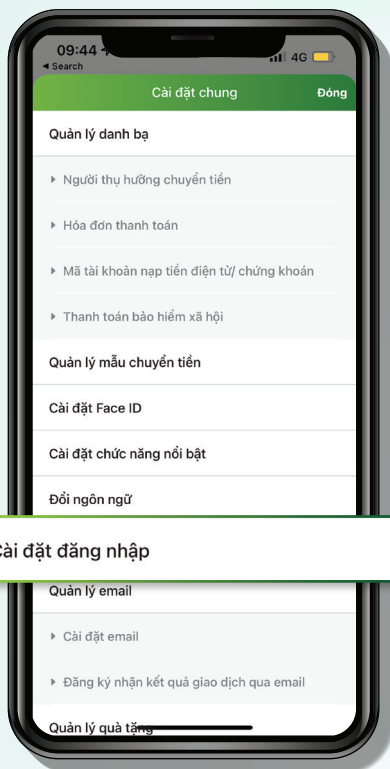 09:44
◀ Search
4G
Cài đặt chung
Đóng
Quản lý danh bạ
Người thụ hưởng chuyển tiền
Hóa đơn thanh toán
Mã tài khoản nạp tiền điện tử/ chứng khoán
Thanh toán bảo hiểm xã hội
Quản lý mẫu chuyển tiền
Cài đặt Face ID
Cài đặt chức năng nổi bật
Đổi ngôn ngữ
Cài đặt đăng nhập
Quản lý email
Cài đặt email
Đăng ký nhận kết quả giao dịch qua email
Quản lý quà tặng